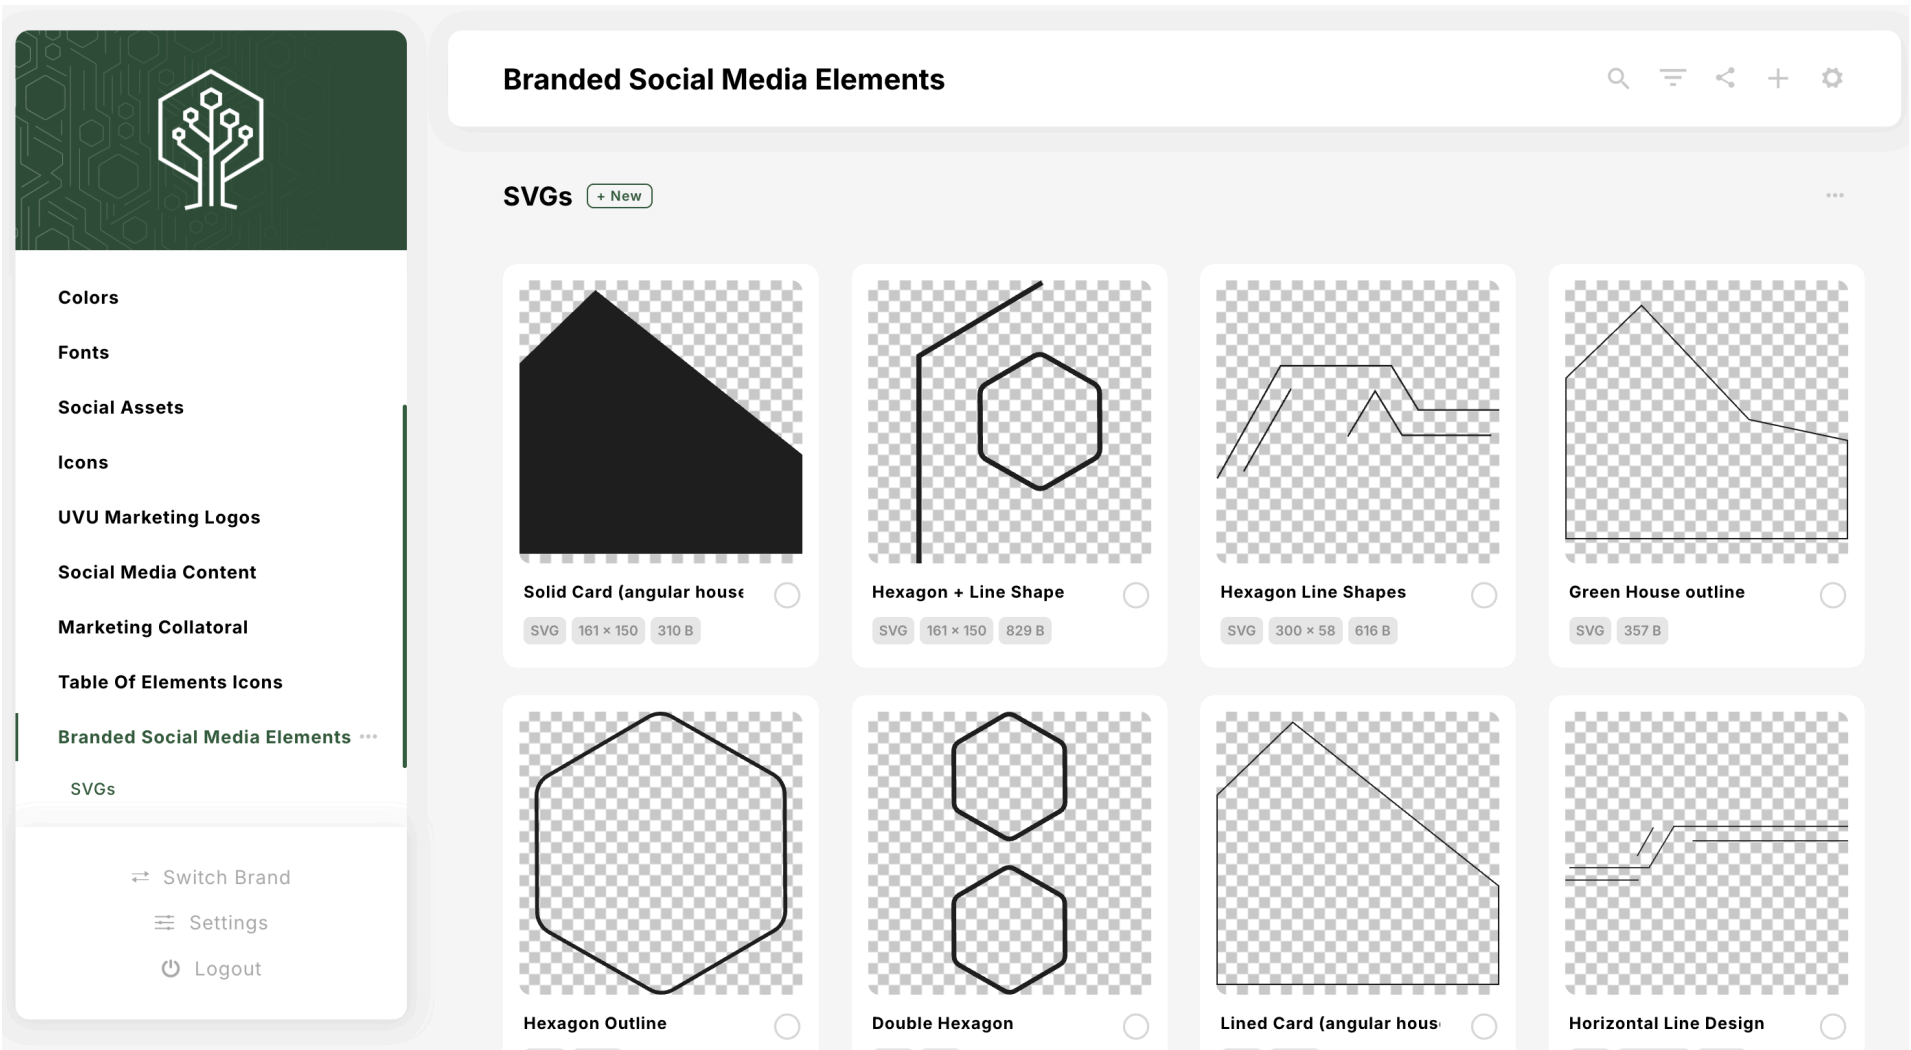 Branded Social Media Elements
SVGs
+ New
Colors
Fonts
Social Assets
Icons
UVU Marketing Logos
Social Media Content
Marketing Collatoral
Table Of Elements Icons
Branded Social Media Elements
SVGs
Switch Brand
Settings
Logout
Solid Card (angular house
SVG 161 × 150 310 B
Hexagon + Line Shape
SVG 161 × 150 829 B
Hexagon Line Shapes
SVG 300 × 58 616 B
Green House outline
SVG 357 B
Hexagon Outline
Double Hexagon
Lined Card (angular hous
Horizontal Line Design